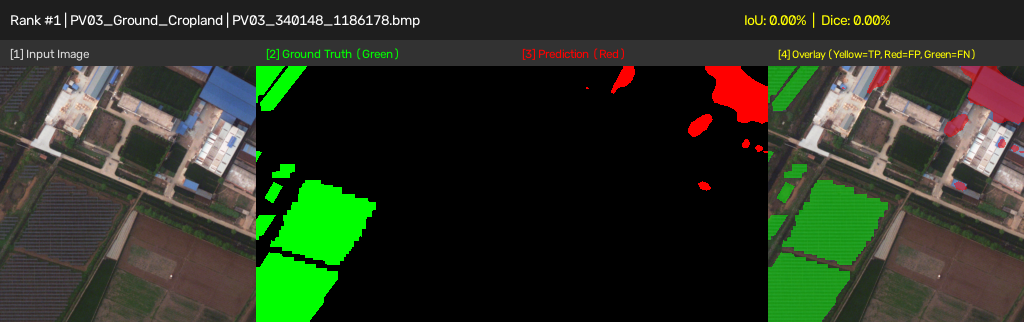 Rank #1 | PV03_Ground_Cropland | PV03_340148_1186178.bmp
IoU: 0.00% | Dice: 0.00%
[1] Input Image
[2] Ground Truth (Green)
[3] Prediction (Red)
[4] Overlay (Yellow=TP, Red=FP, Green=FN)